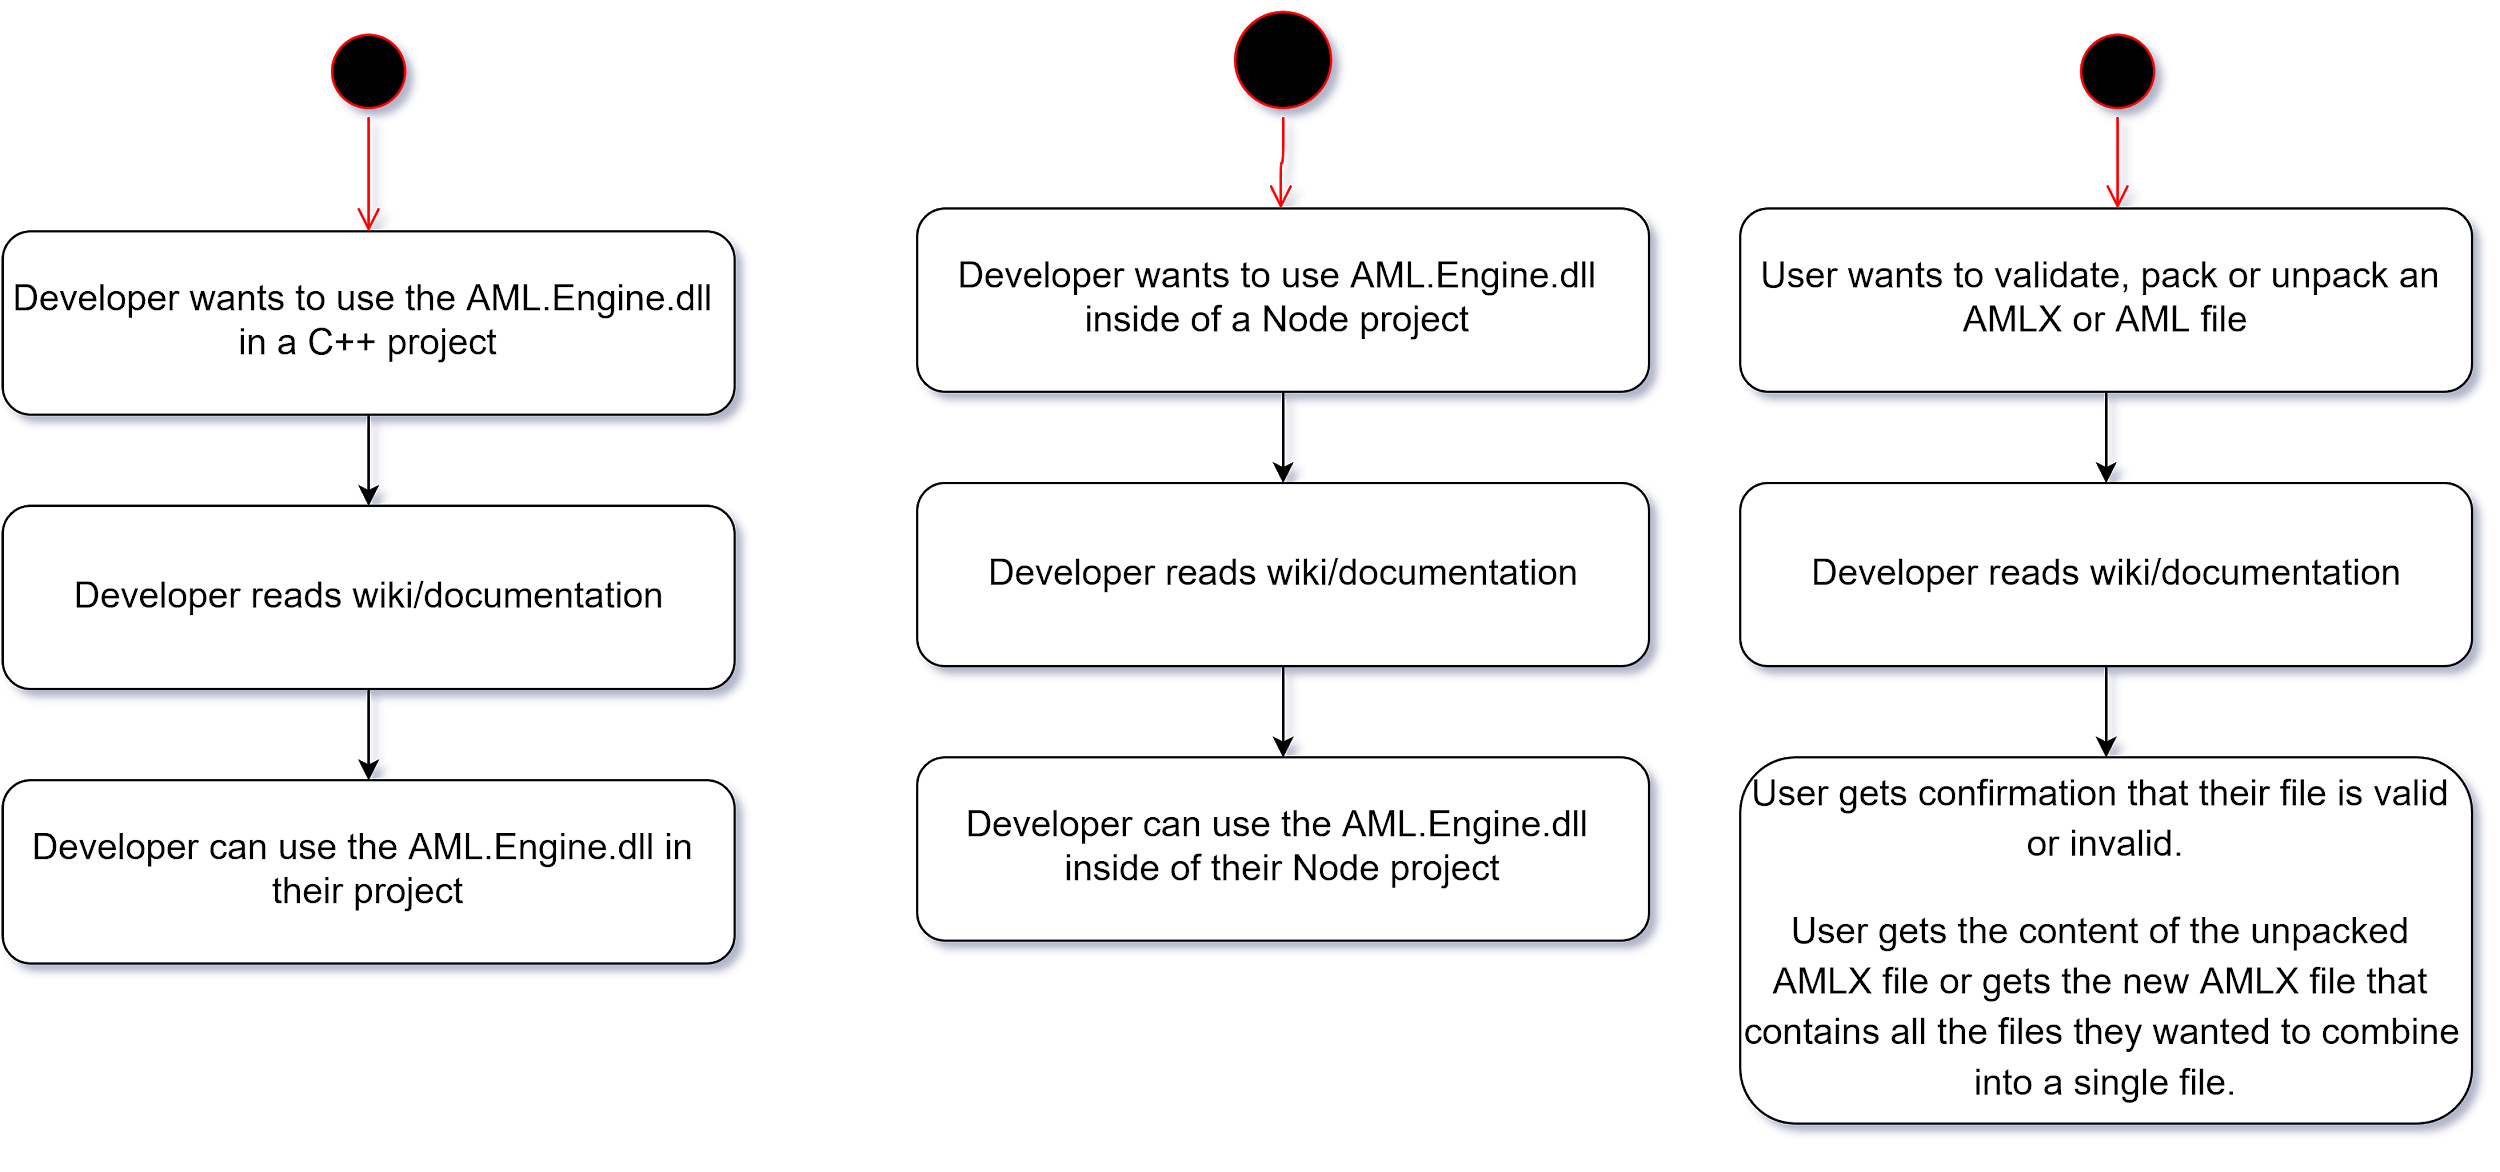 Developer wants to use the AML.Engine.dll
in a C++ project
Developer reads wiki/documentation
Developer can use the AML.Engine.dll in
their project
Developer wants to use AML.Engine.dll
inside of a Node project
Developer reads wiki/documentation
Developer can use the AML.Engine.dll
inside of their Node project
User wants to validate, pack or unpack an
AMLX or AML file
Developer reads wiki/documentation
User gets confirmation that their file is valid
or invalid.
User gets the content of the unpacked
AMLX file or gets the new AMLX file that
contains all the files they wanted to combine
into a single file.